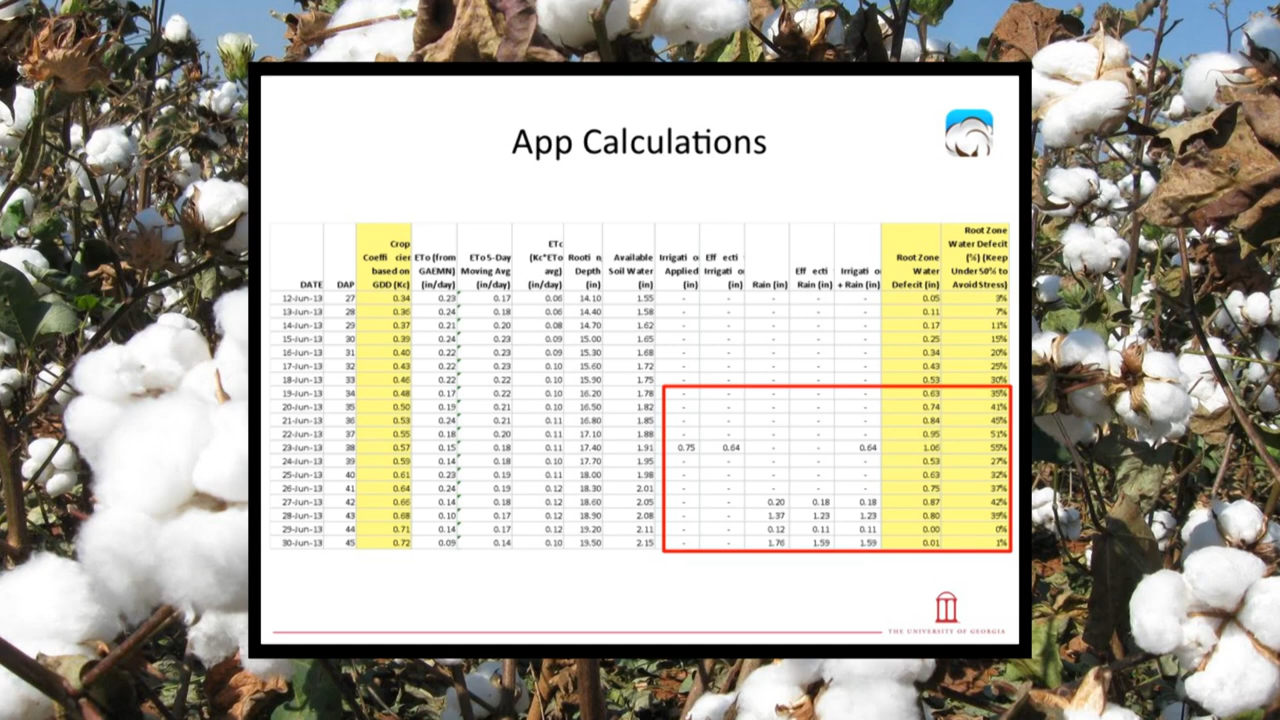 App Calculations
DATE DAP Crop Coeffi cier based on GDD (Kc) ETo (from GAEMN) (in/day) ETo 5-Day Moving Avg (in/day) ETc (Kc*ETo avg) (in/day) Rooti n Depth (in) Available Soil Water (in) Irrigati o Applied (in) Eff ecti Irrigati o (in) Rain (in) Eff ecti Rain (in) Irrigati o + Rain (in) Root Zone Water Defecit (in) Root Zone Water Defecit (%) (Keep Under 50% to Avoid Stress)
12-Jun-13 27 0.34 0.23 0.17 0.06 14.10 1.55 - - - - - 0.05 3%
13-Jun-13 28 0.36 0.24 0.18 0.06 14.40 1.58 - - - - - 0.11 7%
14-Jun-13 29 0.37 0.21 0.20 0.08 14.70 1.62 - - - - - 0.17 11%
15-Jun-13 30 0.39 0.24 0.23 0.09 15.00 1.65 - - - - - 0.25 15%
16-Jun-13 31 0.40 0.22 0.23 0.09 15.30 1.68 - - - - - 0.34 20%
17-Jun-13 32 0.43 0.22 0.23 0.10 15.60 1.72 - - - - - 0.43 25%
18-Jun-13 33 0.46 0.22 0.22 0.10 15.90 1.75 - - - - - 0.53 30%
19-Jun-13 34 0.48 0.17 0.22 0.10 16.20 1.78 - - - - - 0.63 35%
20-Jun-13 35 0.50 0.19 0.21 0.10 16.50 1.82 - - - - - 0.74 41%
21-Jun-13 36 0.53 0.24 0.21 0.11 16.80 1.85 - - - - - 0.84 45%
22-Jun-13 37 0.55 0.18 0.20 0.11 17.10 1.88 - - - - - 0.95 51%
23-Jun-13 38 0.57 0.15 0.18 0.11 17.40 1.91 0.75 0.64 - - 0.64 1.06 55%
24-Jun-13 39 0.59 0.14 0.18 0.10 17.70 1.95 - - - - - 0.53 27%
25-Jun-13 40 0.61 0.23 0.19 0.11 18.00 1.98 - - - - - 0.63 32%
26-Jun-13 41 0.64 0.24 0.19 0.12 18.30 2.01 - - - - - 0.75 37%
27-Jun-13 42 0.66 0.14 0.18 0.12 18.60 2.05 - - 0.20 0.18 0.18 0.87 42%
28-Jun-13 43 0.68 0.10 0.17 0.12 18.90 2.08 - - 1.37 1.23 1.23 0.80 39%
29-Jun-13 44 0.71 0.14 0.17 0.12 19.20 2.11 - - 0.12 0.11 0.11 0.00 0%
30-Jun-13 45 0.72 0.09 0.14 0.10 19.50 2.15 - - 1.76 1.59 1.59 0.01 1%
THE UNIVERSITY OF GEORGIA